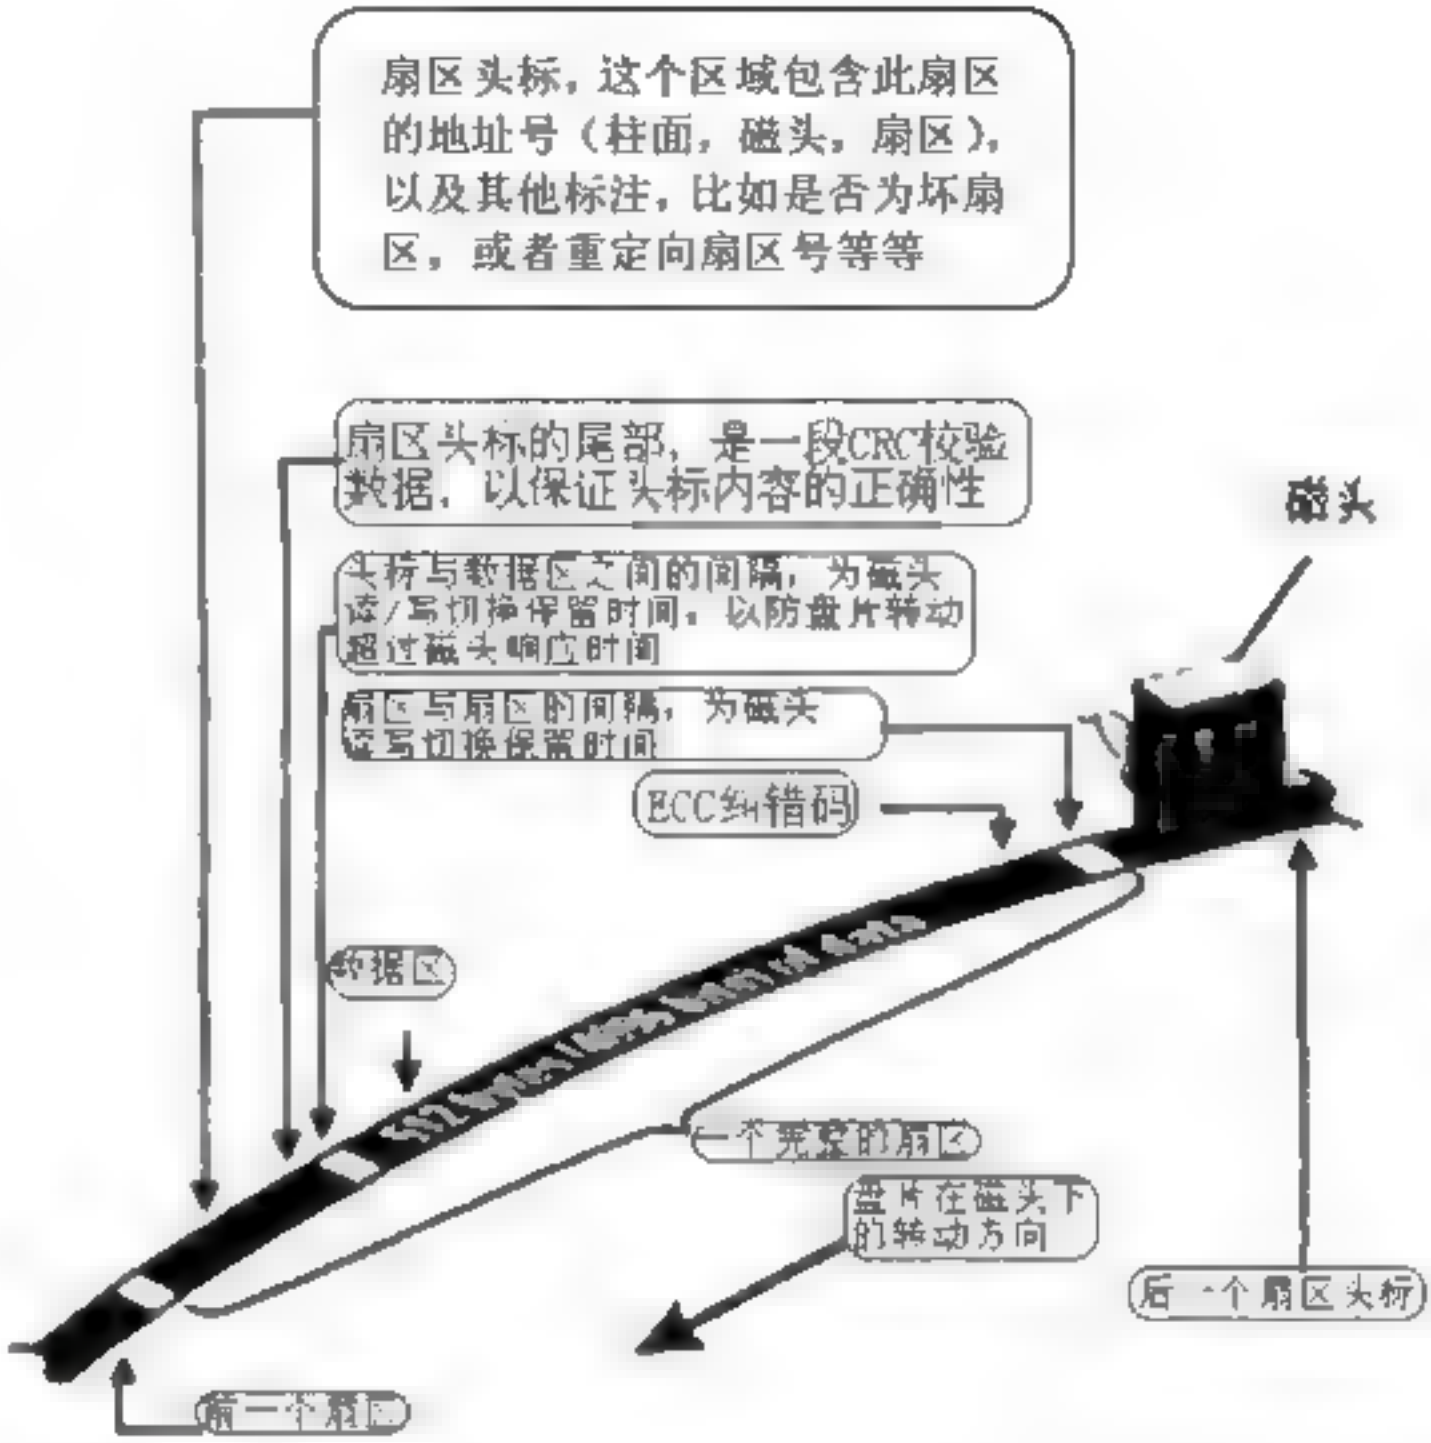 扇区头标，这个区域包含此扇区
的地址号（柱面，磁头，扇区），
以及其他标注，比如是否为坏扇
区，或者重定向扇区号等等
扇区头标的尾部，是一段CRC校验
数据，以保证头标内容的正确性
磁头
头标与数据区之间的间隔，为磁头
读/写切换保留时间，以防盘片转动
超过磁头响应时间
扇区与扇区的间隔，为磁头
读写切换保留时间
ECC纠错码
数据区
512 bytes
一个完整的扇区
盘片在磁头下
的转动方向
后一个扇区头标
前一个扇区